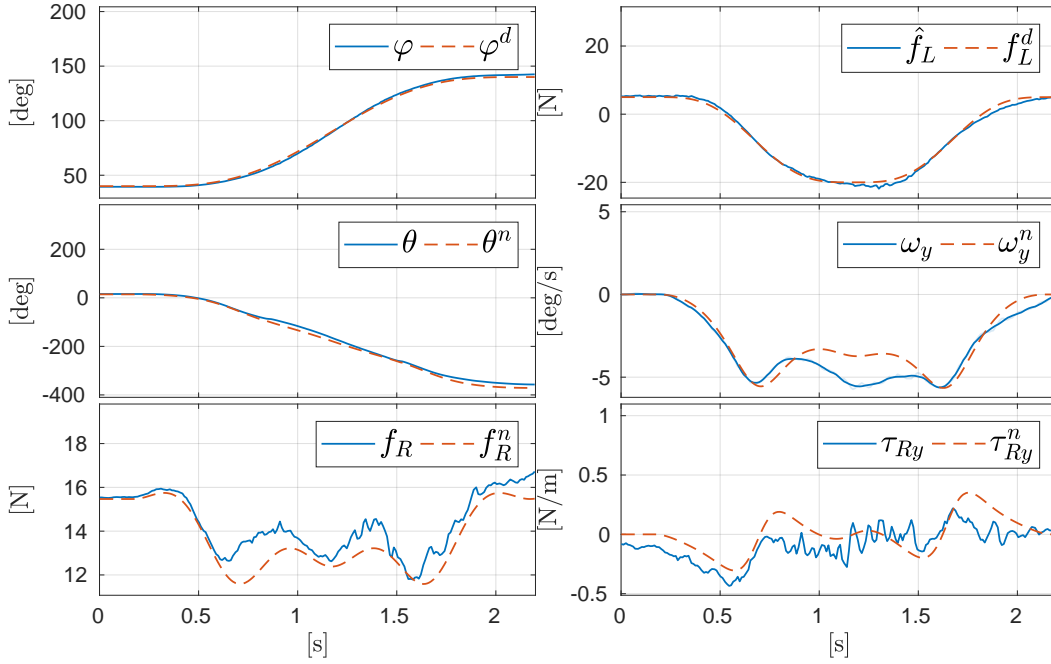 200
150
100
50
[deg]
φ φ^d
20
0
-20
[N]
f̂_L f_L^d
200
0
-200
-400
[deg]
θ θ^n
5
0
-5
[deg/s]
ω_y ω_y^n
18
16
14
12
[N]
f_R f_R^n
0 0.5 1 1.5 2
[s]
1
0.5
0
-0.5
[N/m]
τ_Ry τ_Ry^n
0 0.5 1 1.5 2
[s]